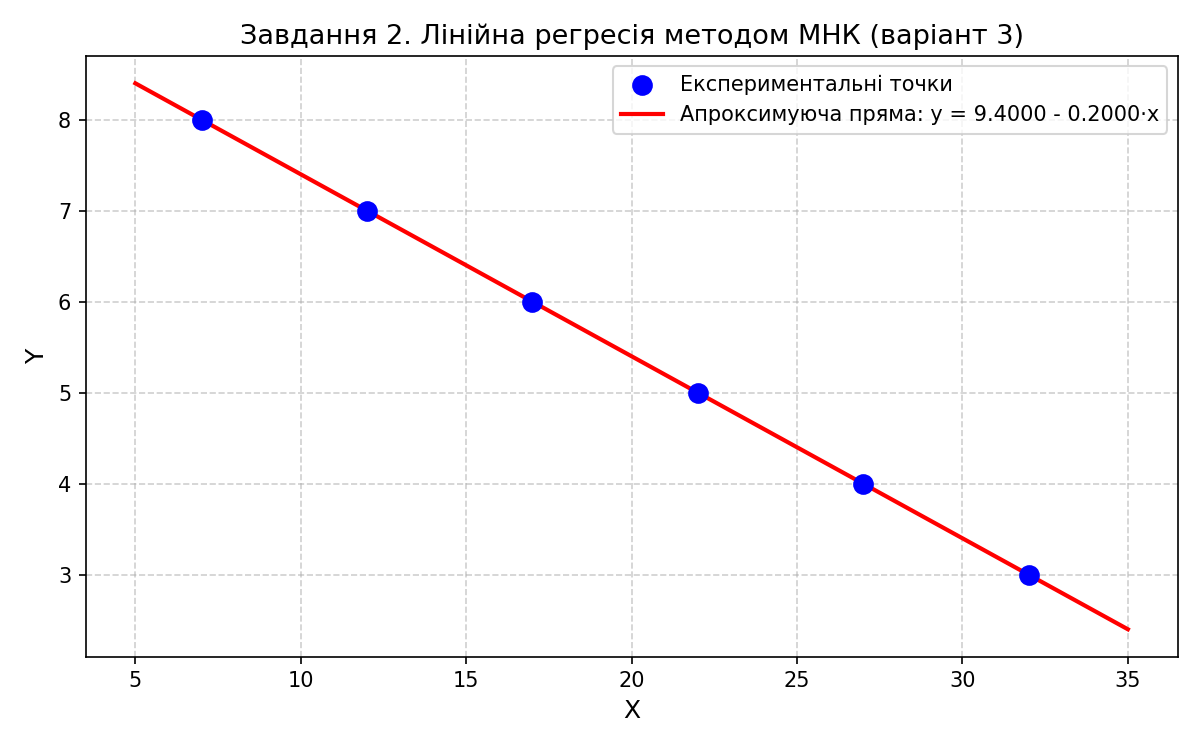 Завдання 2. Лінійна регресія методом МНК (варіант 3)
Експериментальні точки
Апроксимуюча пряма: y = 9.4000 - 0.2000·x
8
7
6
5
4
3
Y
5 10 15 20 25 30 35
X